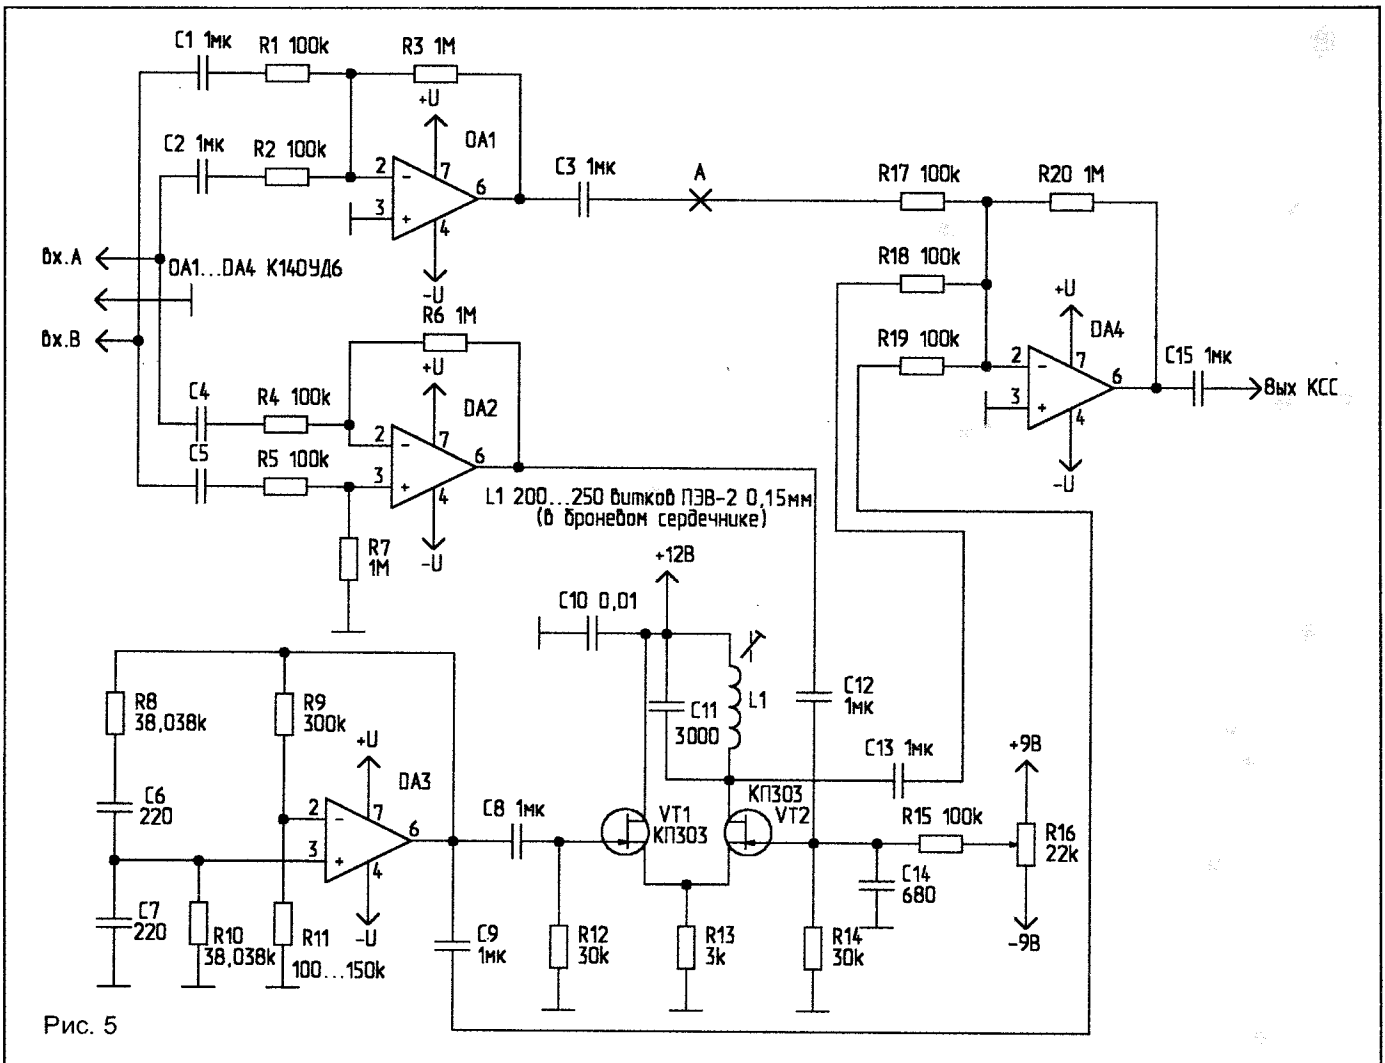 C1 1мк
R1 100k
R3 1М
+U
DA1
C2 1мк
R2 100k
2
7
6
3
4
-U
C3 1мк
A
R17 100k
R20 1М
R18 100k
R19 100k
+U
DA4
2
7
6
3
4
-U
C15 1мк
Вых КСС
Вх.А
DA1...DA4 К140УД6
Вх.В
R6 1М
+U
DA2
C4
R4 100k
C5
R5 100k
2
7
6
3
4
-U
R7
1М
L1 200...250 витков ПЭВ-2 0,15мм
(в броневом сердечнике)
+12В
C10 0,01
C11
3000
L1
C12
1мк
C13 1мк
R8
38,038k
R9
300k
+U
DA3
C6
220
2
7
6
3
4
-U
C7
220
R10
38,038k
R11
100...150k
C8 1мк
VT1
КП303
КП303
VT2
R15 100k
+9В
R16
22k
-9В
C14
680
C9
1мк
R12
30k
R13
3k
R14
30k
Рис. 5